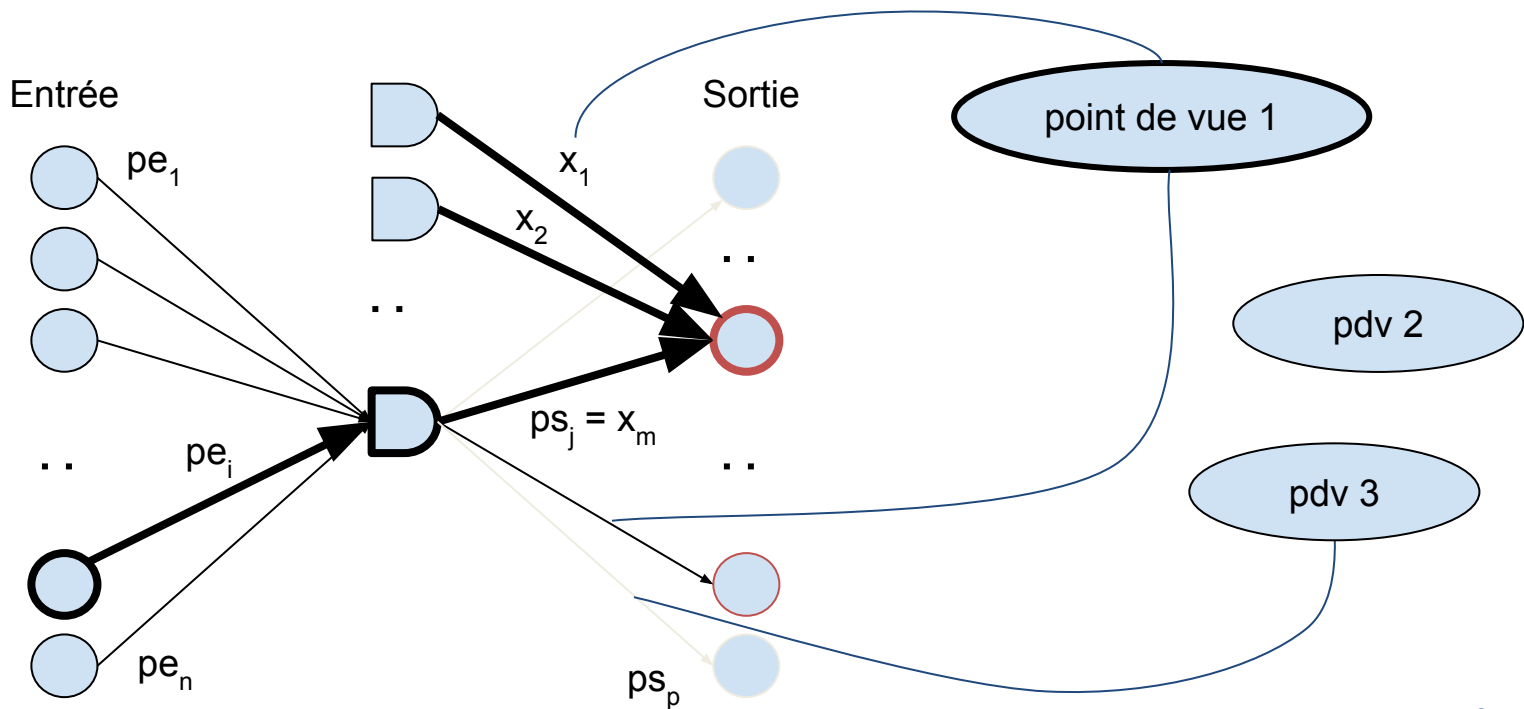 Entrée
Sortie
point de vue 1
pe1
x1
x2
. .
. .
pdv 2
psj = xm
pei
. .
. .
pdv 3
pen
psp